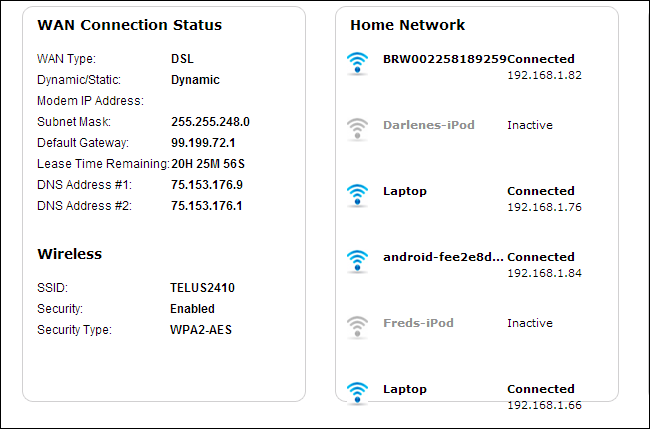 WAN Connection Status
WAN Type: DSL
Dynamic/Static: Dynamic
Modem IP Address:
Subnet Mask: 255.255.248.0
Default Gateway: 99.199.72.1
Lease Time Remaining: 20H 25M 56S
DNS Address #1: 75.153.176.9
DNS Address #2: 75.153.176.1
Wireless
SSID: TELUS2410
Security: Enabled
Security Type: WPA2-AES
Home Network
BRW002258189259 Connected
192.168.1.82
Darlenes-iPod Inactive
Laptop Connected
192.168.1.76
android-fee2e8d... Connected
192.168.1.84
Freds-iPod Inactive
Laptop Connected
192.168.1.66